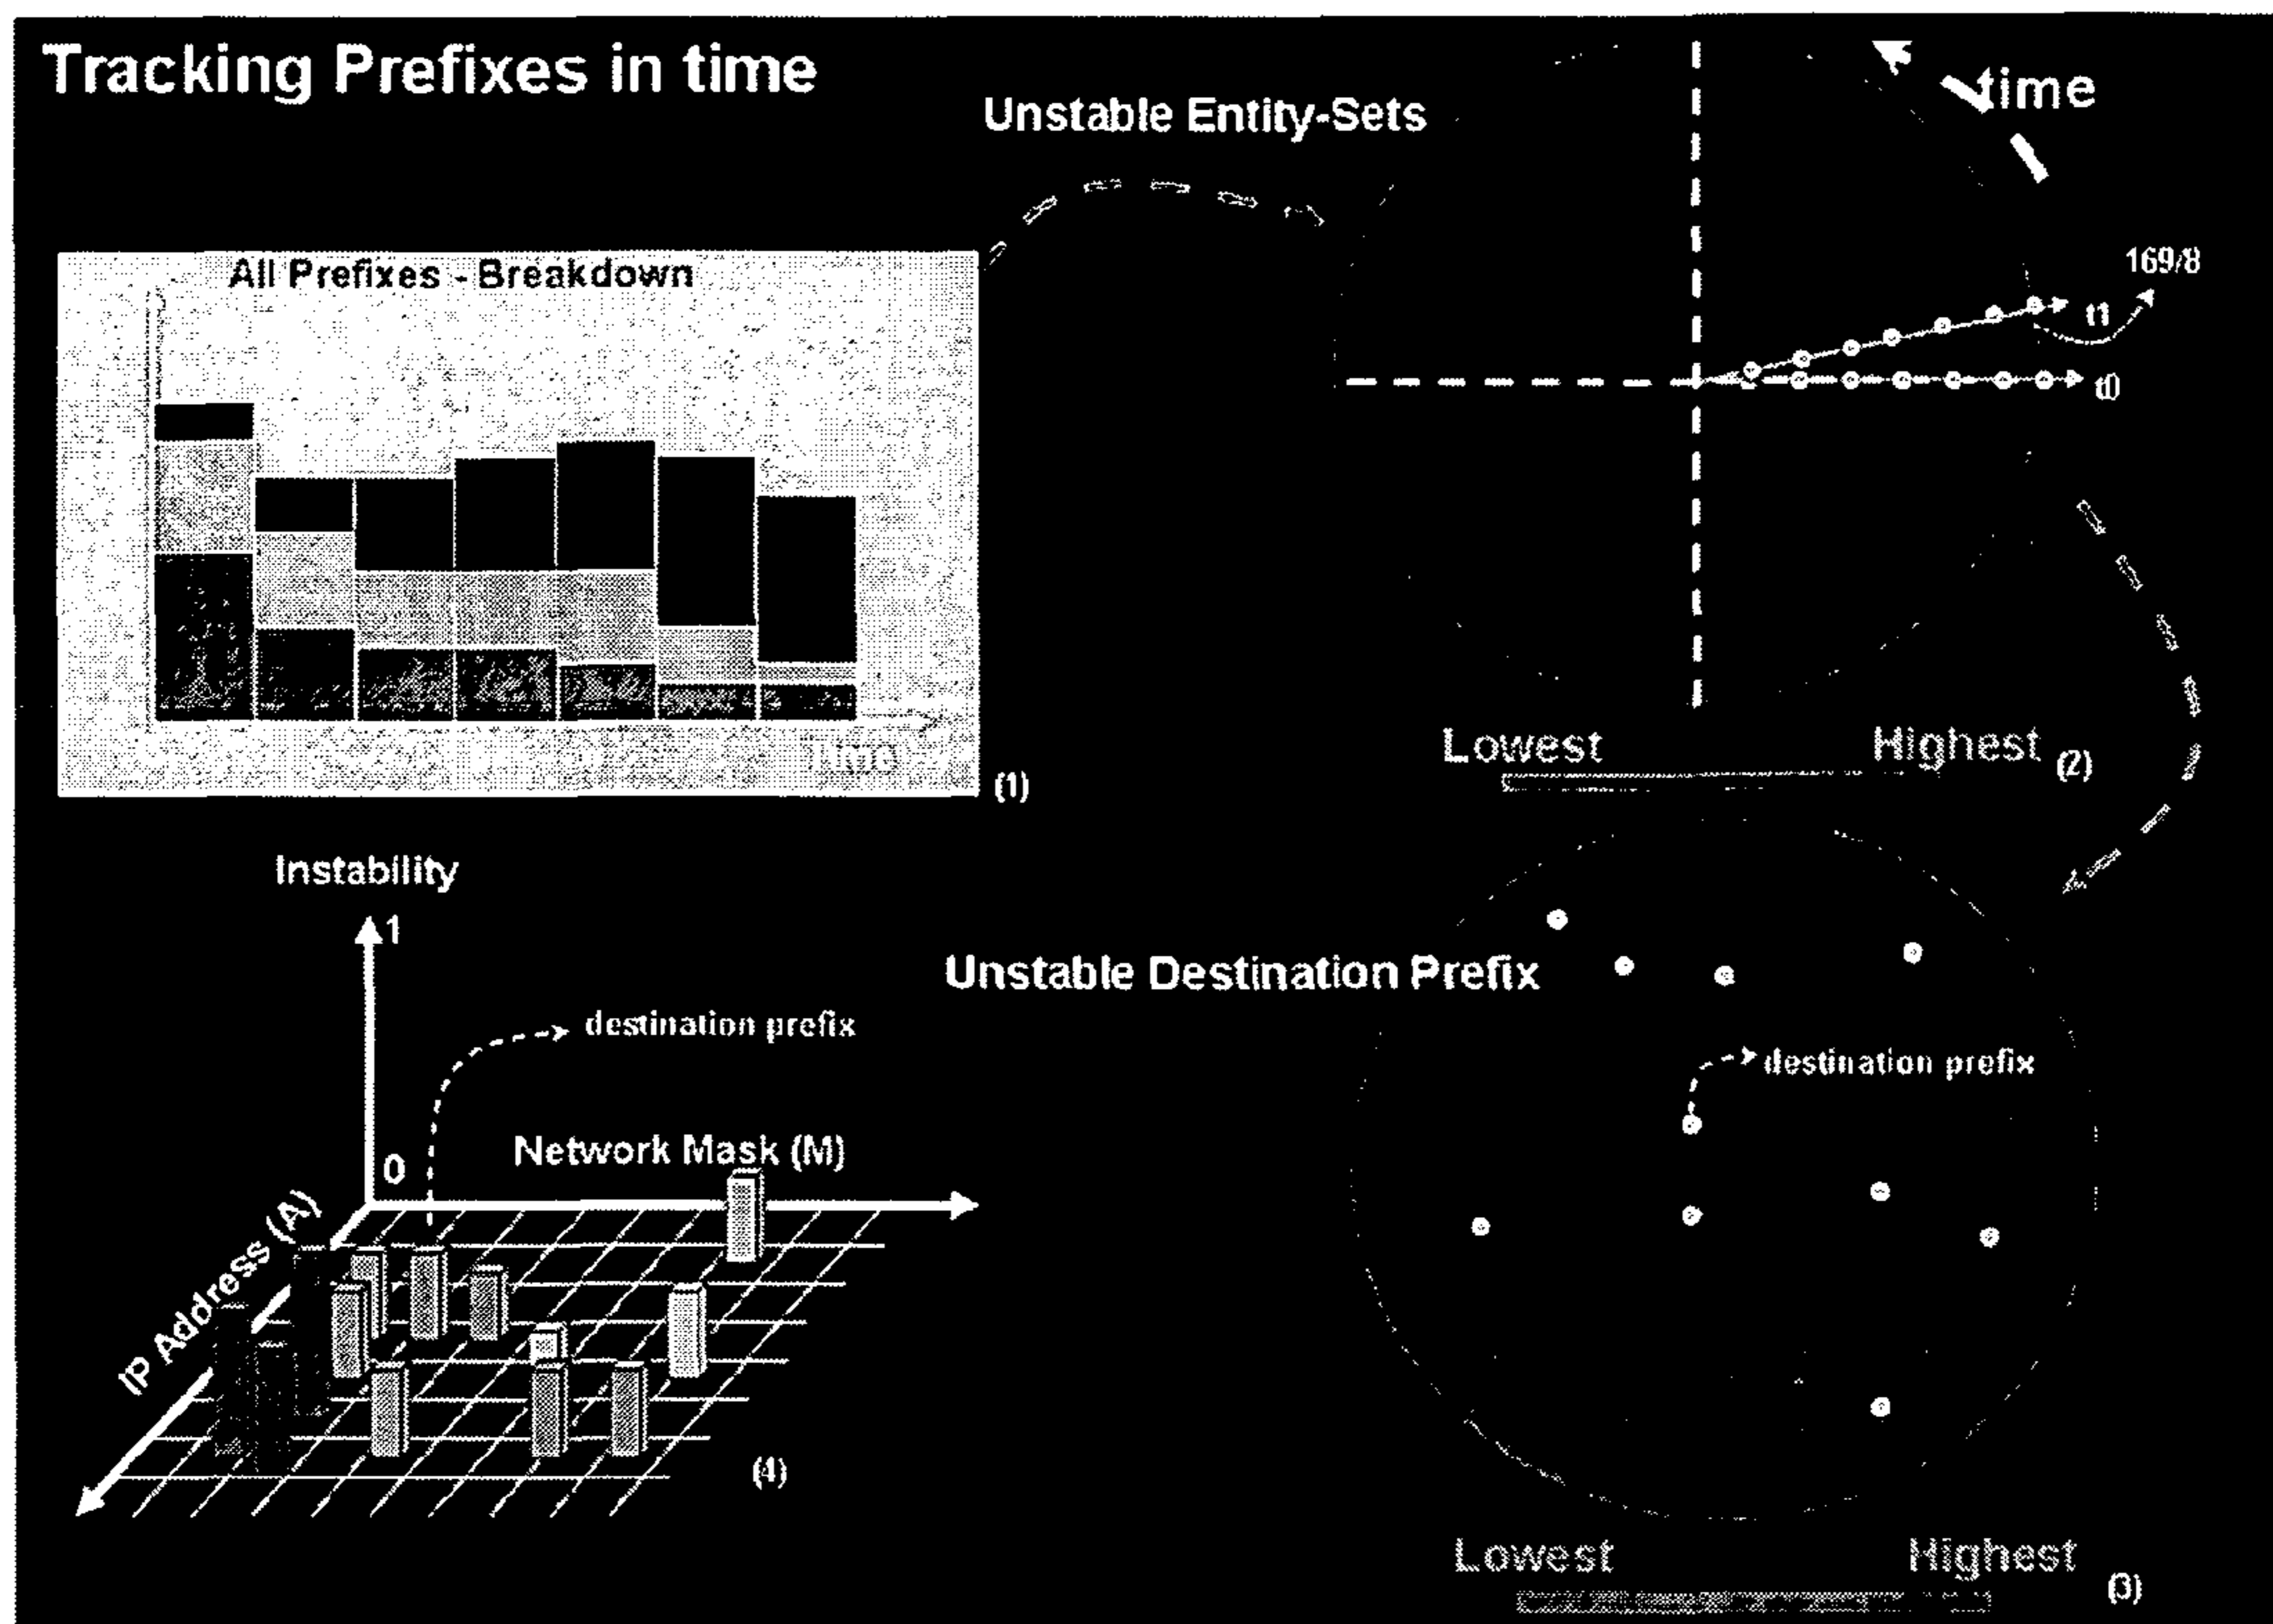 Tracking Prefixes in time
Unstable Entity-Sets
time
All Prefixes - Breakdown
Time
(1)
169/8
t1
t0
Lowest
Highest
(2)
Instability
1
destination prefix
0
Network Mask (M)
IP Address (A)
(4)
Unstable Destination Prefix
destination prefix
Lowest
Highest
(3)